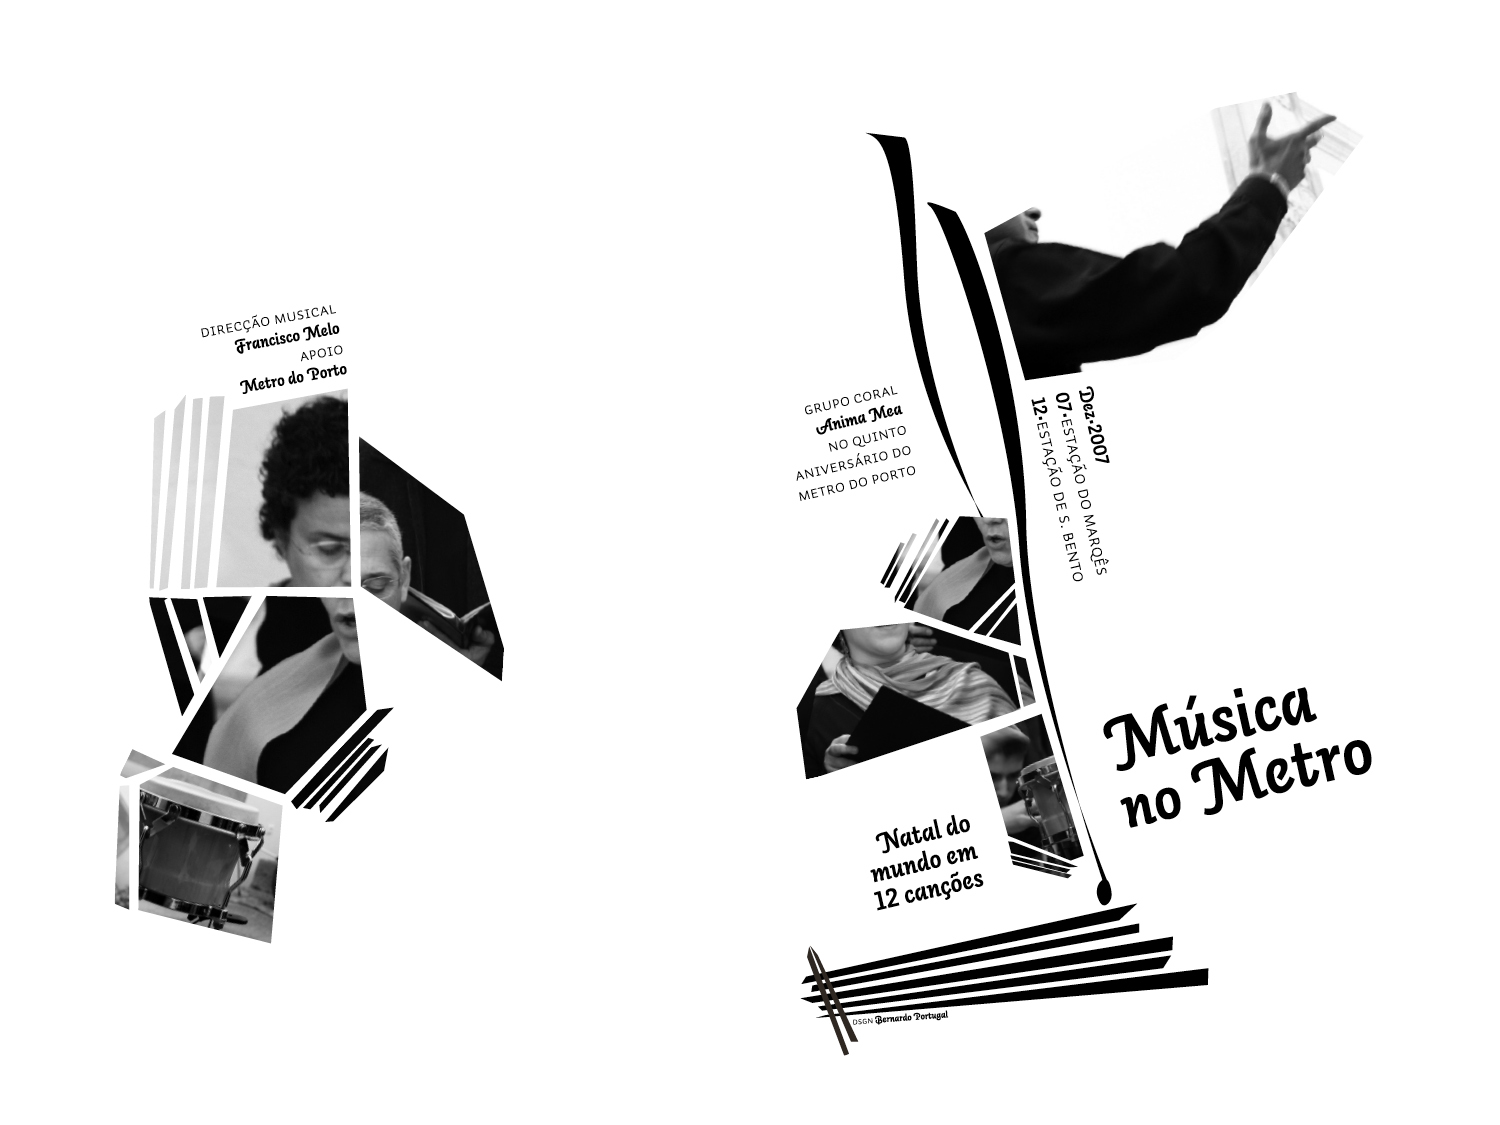 DIRECÇÃO MUSICAL
Francisco Melo
APOIO
Metro do Porto
GRUPO CORAL
Anima Mea
NO QUINTO
ANIVERSÁRIO DO
METRO DO PORTO
Dez·2007
07·ESTAÇÃO DO MARQÊS
12·ESTAÇÃO DE S. BENTO
Música
no Metro
Natal do
mundo em
12 canções
DSGN Bernardo Portugal